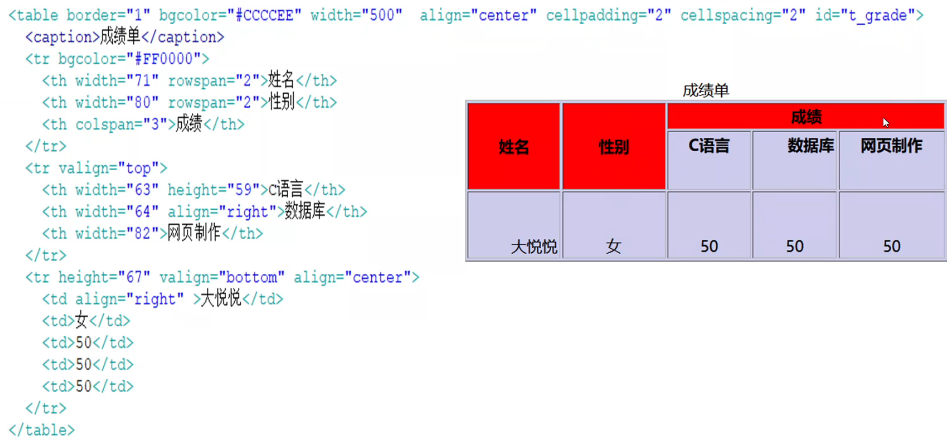 <table border="1" bgcolor="#CCCCEE" width="500"  align="center" cellpadding="2" cellspacing="2" id="t_grade">
  <caption>成绩单</caption>
  <tr bgcolor="#FF0000">
    <th width="71" rowspan="2">姓名</th>
    <th width="80" rowspan="2">性别</th>
    <th colspan="3">成绩</th>
  </tr>
  <tr valign="top">
    <th width="63" height="59">C语言</th>
    <th width="64" align="right">数据库</th>
    <th width="82">网页制作</th>
  </tr>
  <tr height="67" valign="bottom" align="center">
    <td align="right" >大悦悦</td>
    <td>女</td>
    <td>50</td>
    <td>50</td>
    <td>50</td>
  </tr>
</table>
成绩单
成绩
姓名 性别 C语言 数据库 网页制作
大悦悦 女 50 50 50